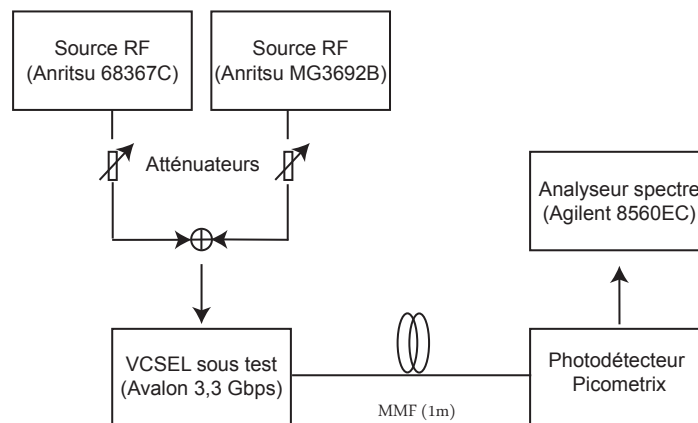 Source RF
(Anritsu 68367C)
Source RF
(Anritsu MG3692B)
Atténuateurs
Analyseur spectre
(Agilent 8560EC)
VCSEL sous test
(Avalon 3,3 Gbps)
MMF (1m)
Photodétecteur
Picometrix